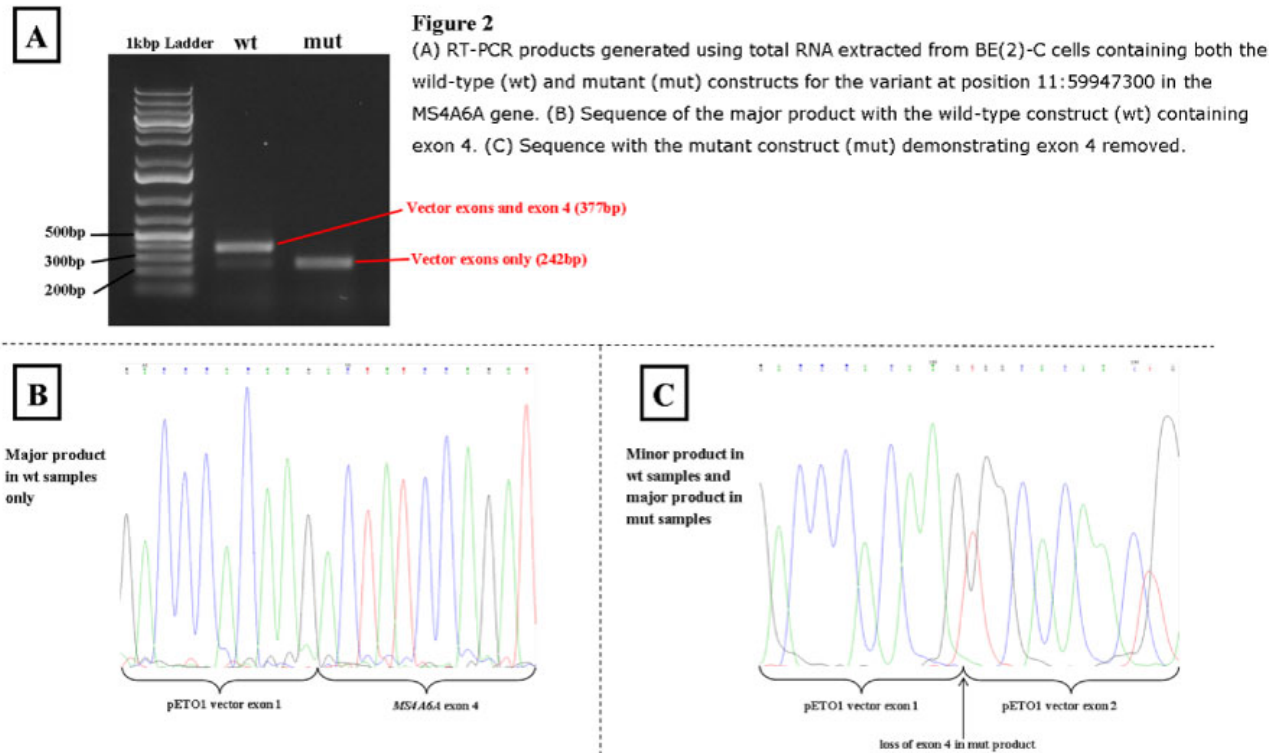 A
1kbp Ladder wt mut
500bp
300bp
200bp
Figure 2
(A) RT-PCR products generated using total RNA extracted from BE(2)-C cells containing both the
wild-type (wt) and mutant (mut) constructs for the variant at position 11:59947300 in the
MS4A6A gene. (B) Sequence of the major product with the wild-type construct (wt) containing
exon 4. (C) Sequence with the mutant construct (mut) demonstrating exon 4 removed.
Vector exons and exon 4 (377bp)
Vector exons only (242bp)
B
Major product
in wt samples
only
pETO1 vector exon 1
MS4A6A exon 4
C
Minor product in
wt samples and
major product in
mut samples
pETO1 vector exon 1
pETO1 vector exon 2
loss of exon 4 in mut product